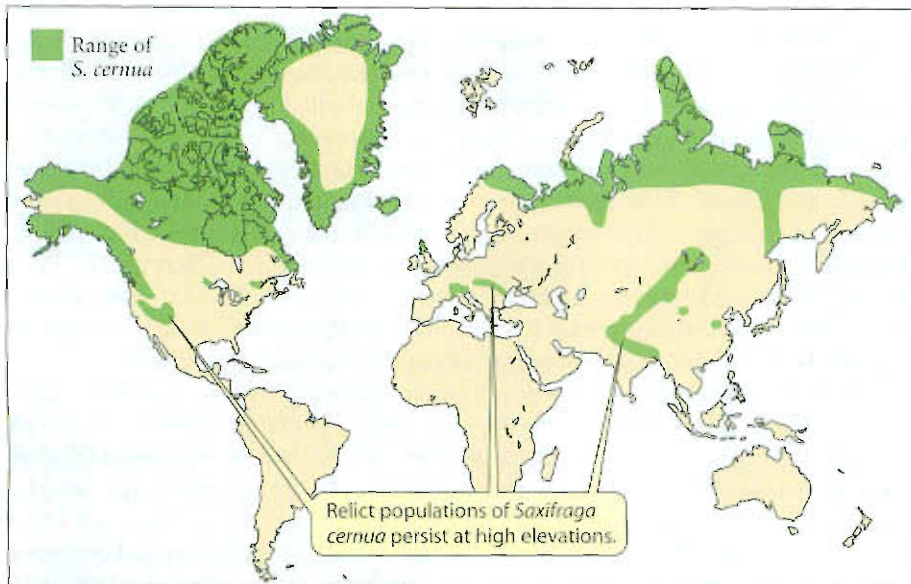 Range of
S. cernua
Relict populations of Saxifraga
cernua persist at high elevations.